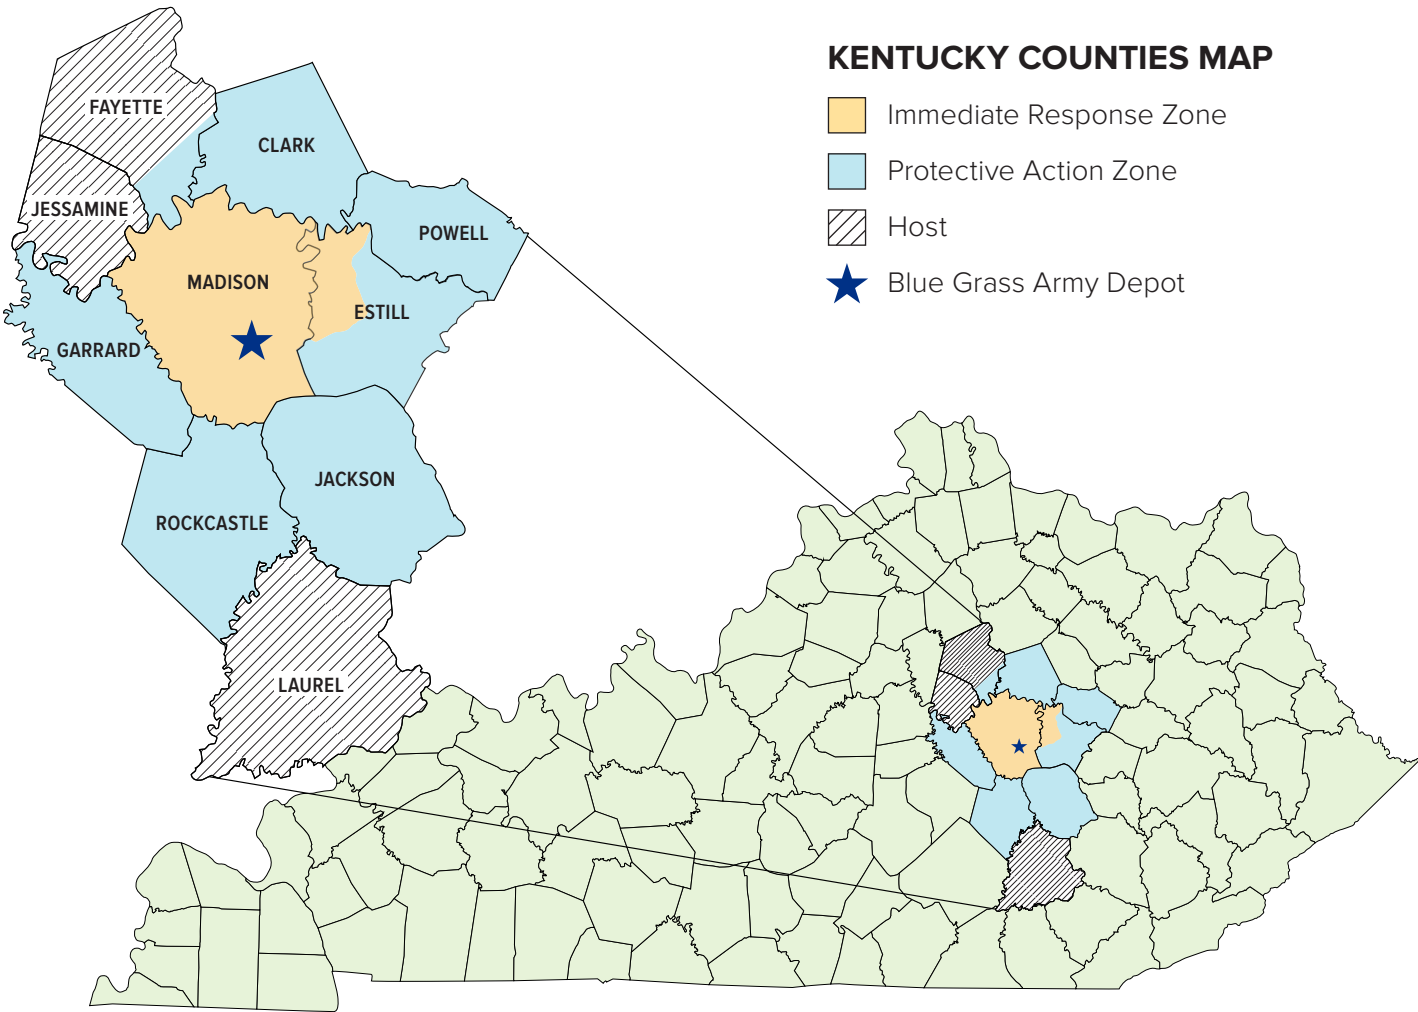 KENTUCKY COUNTIES MAP
Immediate Response Zone
Protective Action Zone
Host
Blue Grass Army Depot
FAYETTE
CLARK
JESSAMINE
POWELL
MADISON
ESTILL
GARRARD
JACKSON
ROCKCASTLE
LAUREL